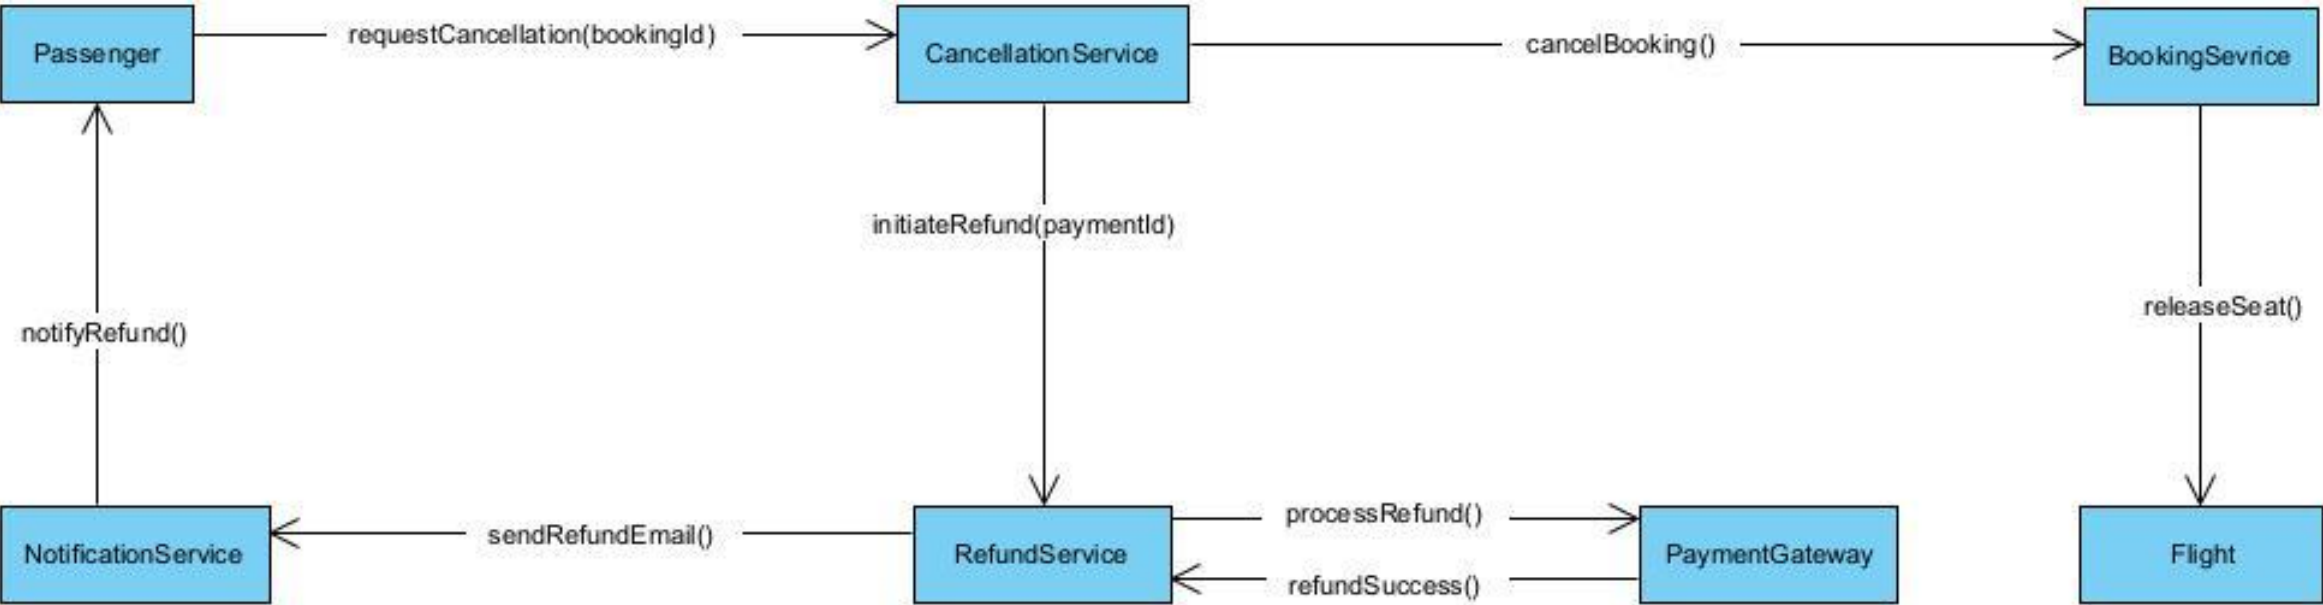 Passenger
requestCancellation(bookingId)
CancellationService
cancelBooking()
BookingSevrice
initiateRefund(paymentId)
releaseSeat()
notifyRefund()
NotificationService
sendRefundEmail()
RefundService
processRefund()
refundSuccess()
PaymentGateway
Flight